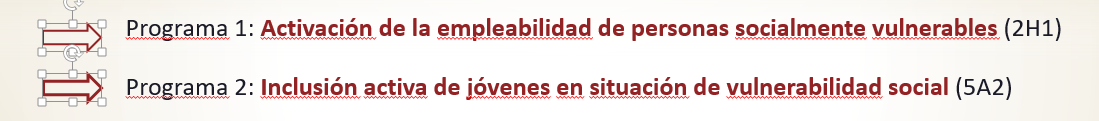 Programa 1: Activación de la empleabilidad de personas socialmente vulnerables (2H1)
Programa 2: Inclusión activa de jóvenes en situación de vulnerabilidad social (5A2)